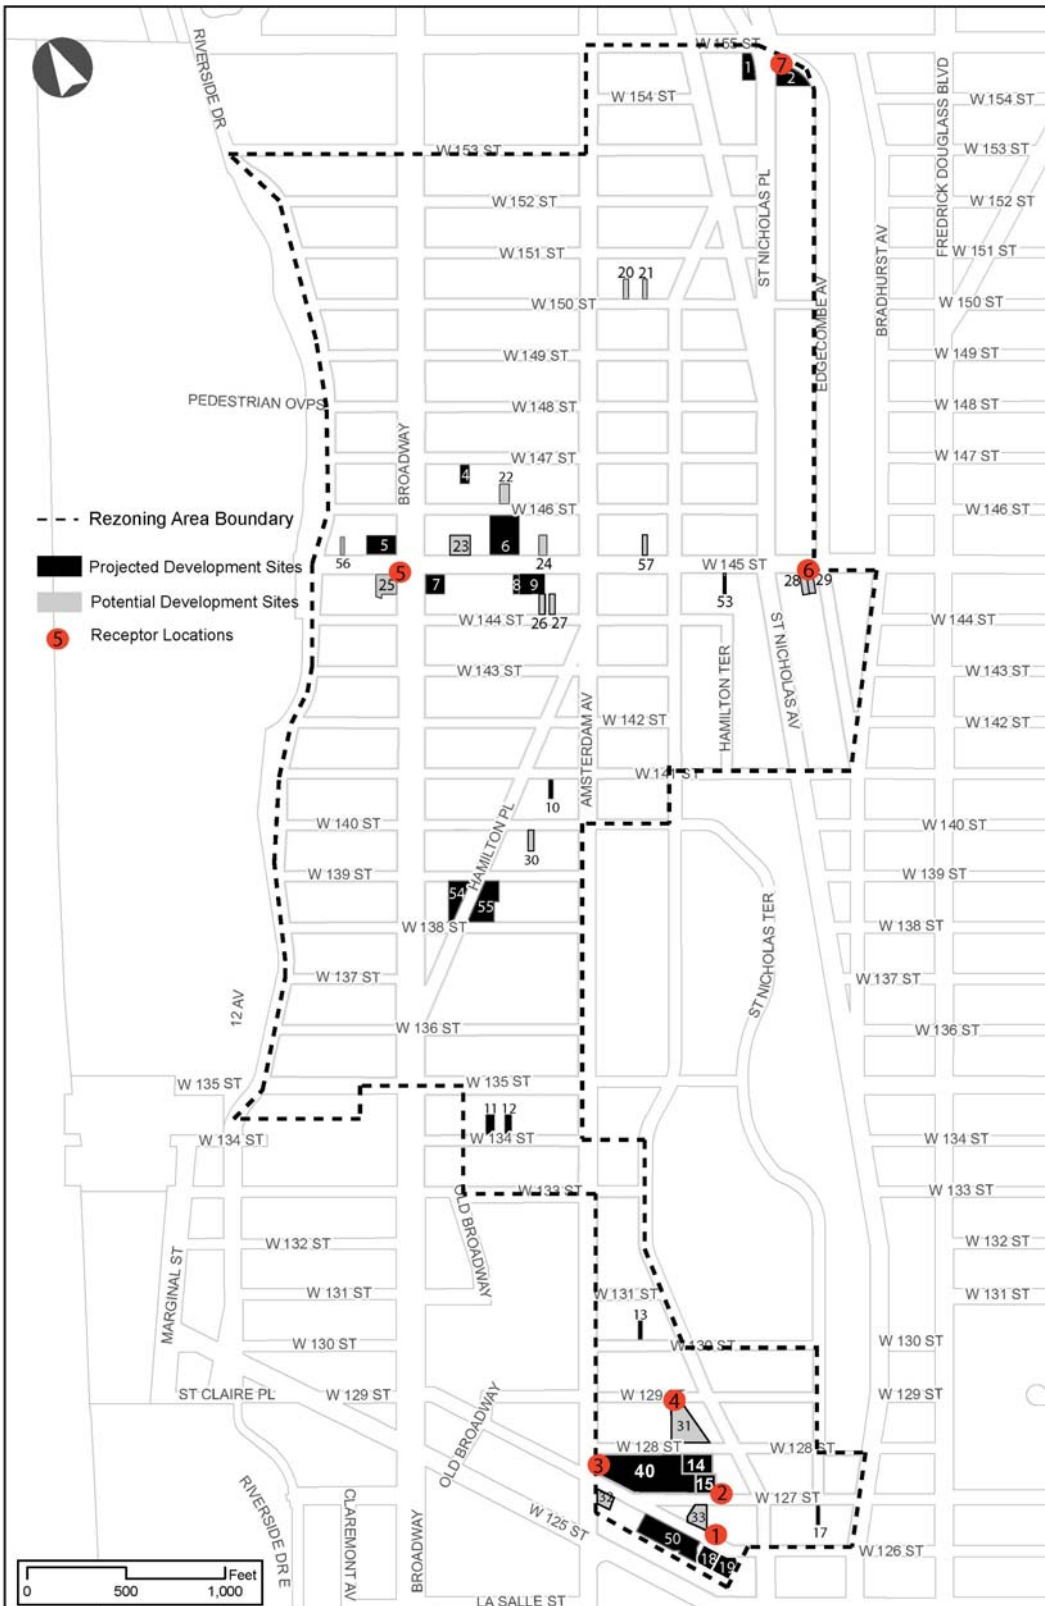 W 155 ST
RIVERSIDE DR
1
7
2
FREDRICK DOUGLASS BLVD
W 154 ST
W 154 ST
W 153 ST
W 153 ST
ST NICHOLAS PL
W 152 ST
W 152 ST
BRADHURST AV
W 151 ST
W 151 ST
20 21
W 150 ST
W 150 ST
EDGECOMBE AV
W 149 ST
W 149 ST
PEDESTRIAN OVPS
W 148 ST
W 148 ST
BROADWAY
W 147 ST
W 147 ST
4
22
W 146 ST
W 146 ST
Rezoning Area Boundary
56
5
23
6
24
57
W 145 ST
Projected Development Sites
5
25
7
8
9
53
6
28
29
Potential Development Sites
26 27
W 144 ST
W 144 ST
5
Receptor Locations
W 143 ST
W 143 ST
HAMILTON TER
ST NICHOLAS AV
AMSTERDAM AV
W 142 ST
W 142 ST
W 141 ST
10
W 140 ST
W 140 ST
HAMILTON PL
30
W 139 ST
W 139 ST
54
55
W 138 ST
W 138 ST
ST NICHOLAS TER
W 137 ST
W 137 ST
12 AV
W 136 ST
W 136 ST
W 135 ST
W 135 ST
11 12
W 134 ST
W 134 ST
W 134 ST
W 133 ST
W 133 ST
OLD BROADWAY
W 132 ST
W 132 ST
MARGINAL ST
W 131 ST
W 131 ST
W 131 ST
13
W 130 ST
W 130 ST
W 130 ST
ST CLAIRE PL
W 129 ST
W 129 ST
W 129 ST
4
31
OLD BROADWAY
W 128 ST
W 128 ST
3
40
14
15
2
W 127 ST
RIVERSIDE DR E
CLAREMONT AV
BROADWAY
W 125 ST
33
1
17
50
18
19
W 126 ST
LA SALLE ST
Feet
0 500 1,000